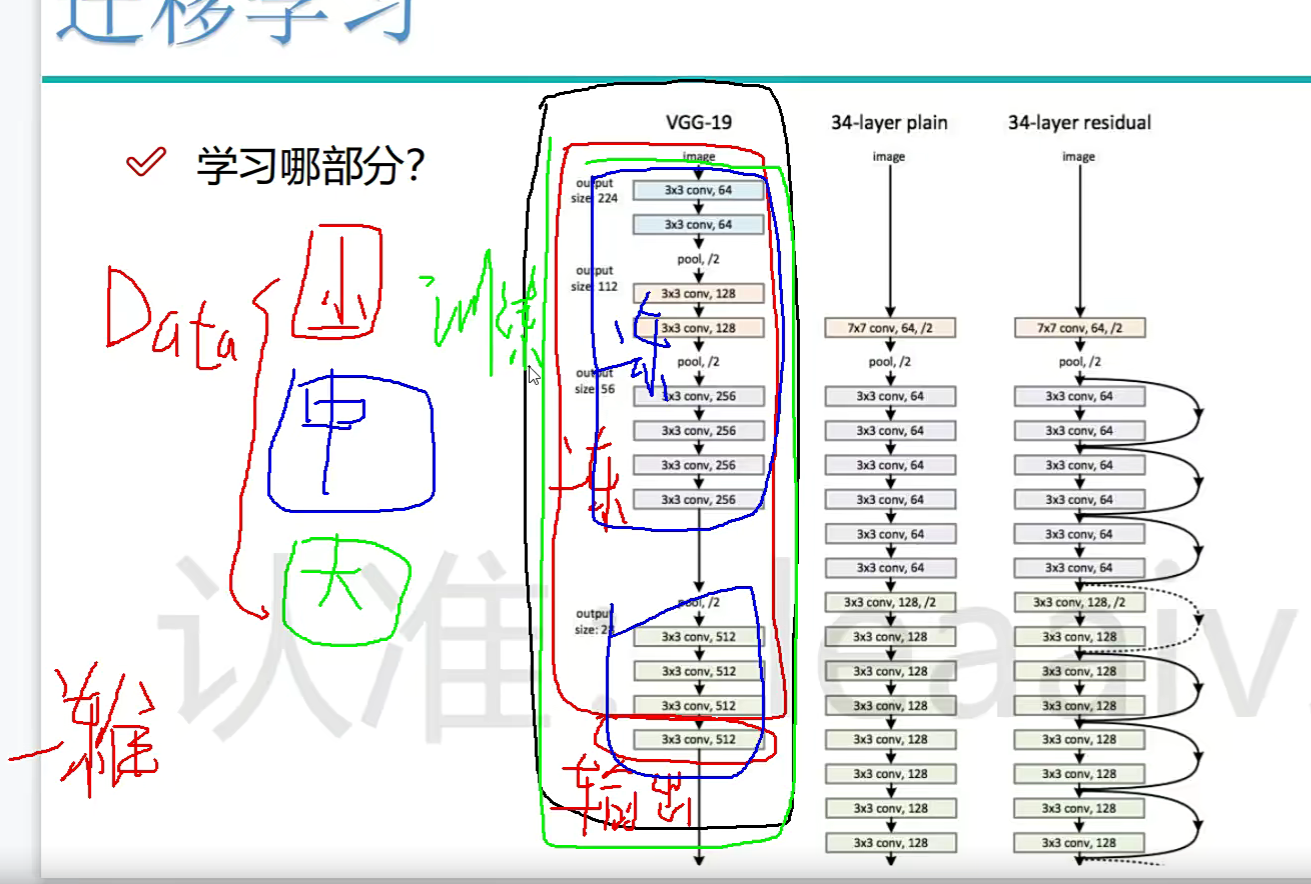 迁移学习
学习哪部分?
Data
小
中
大
训练
冻
冻
输出
VGG-19
image
output
size: 224
3x3 conv, 64
3x3 conv, 64
pool, /2
output
size: 112
3x3 conv, 128
3x3 conv, 128
pool, /2
output
size: 56
3x3 conv, 256
3x3 conv, 256
3x3 conv, 256
3x3 conv, 256
pool, /2
output
size: 28
3x3 conv, 512
3x3 conv, 512
3x3 conv, 512
3x3 conv, 512
34-layer plain
image
7x7 conv, 64, /2
pool, /2
3x3 conv, 64
3x3 conv, 64
3x3 conv, 64
3x3 conv, 64
3x3 conv, 64
3x3 conv, 64
3x3 conv, 128, /2
3x3 conv, 128
3x3 conv, 128
3x3 conv, 128
3x3 conv, 128
3x3 conv, 128
3x3 conv, 128
3x3 conv, 128
34-layer residual
image
7x7 conv, 64, /2
pool, /2
3x3 conv, 64
3x3 conv, 64
3x3 conv, 64
3x3 conv, 64
3x3 conv, 64
3x3 conv, 64
3x3 conv, 128, /2
3x3 conv, 128
3x3 conv, 128
3x3 conv, 128
3x3 conv, 128
3x3 conv, 128
3x3 conv, 128
3x3 conv, 128
认准